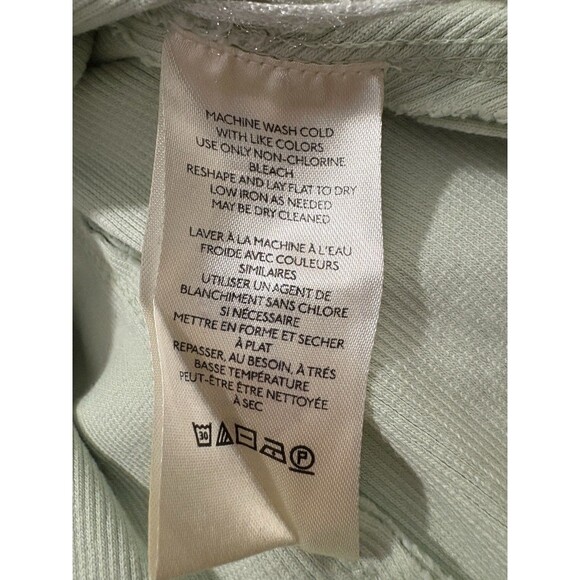 MACHINE WASH COLD
WITH LIKE COLORS
USE ONLY NON-CHLORINE
BLEACH
RESHAPE AND LAY FLAT TO DRY
LOW IRON AS NEEDED
MAY BE DRY CLEANED
LAVER À LA MACHINE À L'EAU
FROIDE AVEC COULEURS
SIMILAIRES
UTILISER UN AGENT DE
BLANCHIMENT SANS CHLORE
SI NÉCESSAIRE
METTRE EN FORME ET SECHER
À PLAT
REPASSER, AU BESOIN, À TRÉS
BASSE TEMPÉRATURE
PEUT-ÊTRE ÊTRE NETTOYÉE
À SEC
30 P